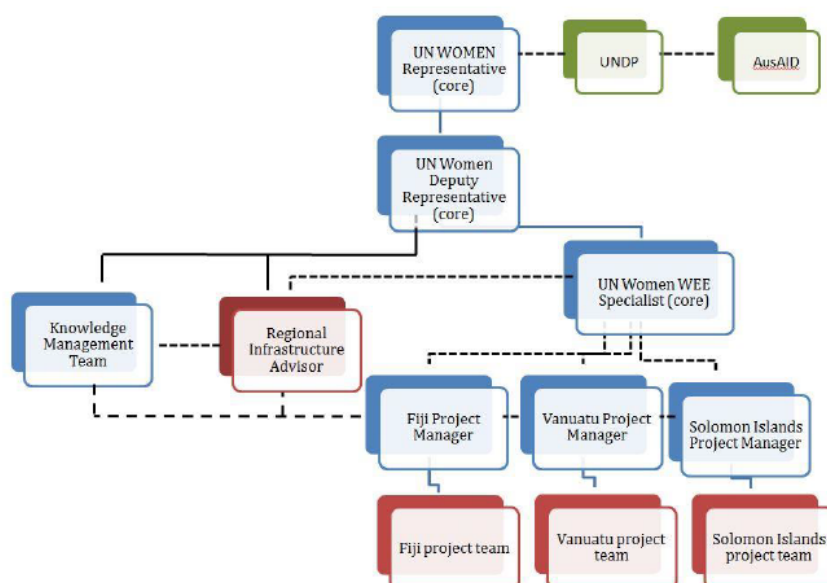 UN WOMEN
Representative
(core)
UNDP
AusAID
UN Women
Deputy
Representative
(core)
UN Women WEE
Specialist (core)
Knowledge
Management
Team
Regional
Infrastructure
Advisor
Fiji Project
Manager
Vanuatu Project
Manager
Solomon Islands
Project Manager
Fiji project team
Vanuatu project
team
Solomon Islands
project team